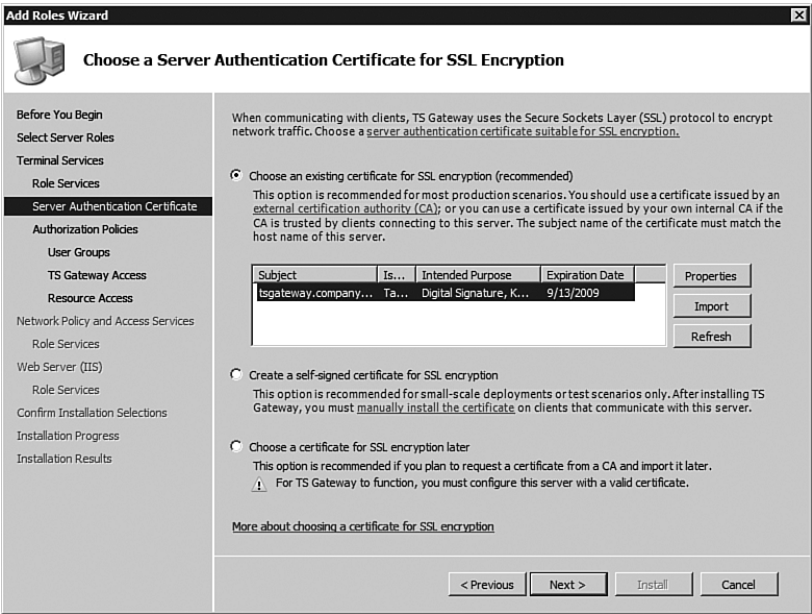 Add Roles Wizard
Choose a Server Authentication Certificate for SSL Encryption
Before You Begin
Select Server Roles
Terminal Services
Role Services
Server Authentication Certificate
Authorization Policies
User Groups
TS Gateway Access
Resource Access
Network Policy and Access Services
Role Services
Web Server (IIS)
Role Services
Confirm Installation Selections
Installation Progress
Installation Results
When communicating with clients, TS Gateway uses the Secure Sockets Layer (SSL) protocol to encrypt
network traffic. Choose a server authentication certificate suitable for SSL encryption.
Choose an existing certificate for SSL encryption (recommended)
This option is recommended for most production scenarios. You should use a certificate issued by an
external certification authority (CA); or you can use a certificate issued by your own internal CA if the
CA is trusted by clients connecting to this server. The subject name of the certificate must match the
host name of this server.
Subject Is... Intended Purpose Expiration Date
tsgateway.company... Ta... Digital Signature, K... 9/13/2009
Properties
Import
Refresh
Create a self-signed certificate for SSL encryption
This option is recommended for small-scale deployments or test scenarios only. After installing TS
Gateway, you must manually install the certificate on clients that communicate with this server.
Choose a certificate for SSL encryption later
This option is recommended if you plan to request a certificate from a CA and import it later.
For TS Gateway to function, you must configure this server with a valid certificate.
More about choosing a certificate for SSL encryption
< Previous Next > Install Cancel